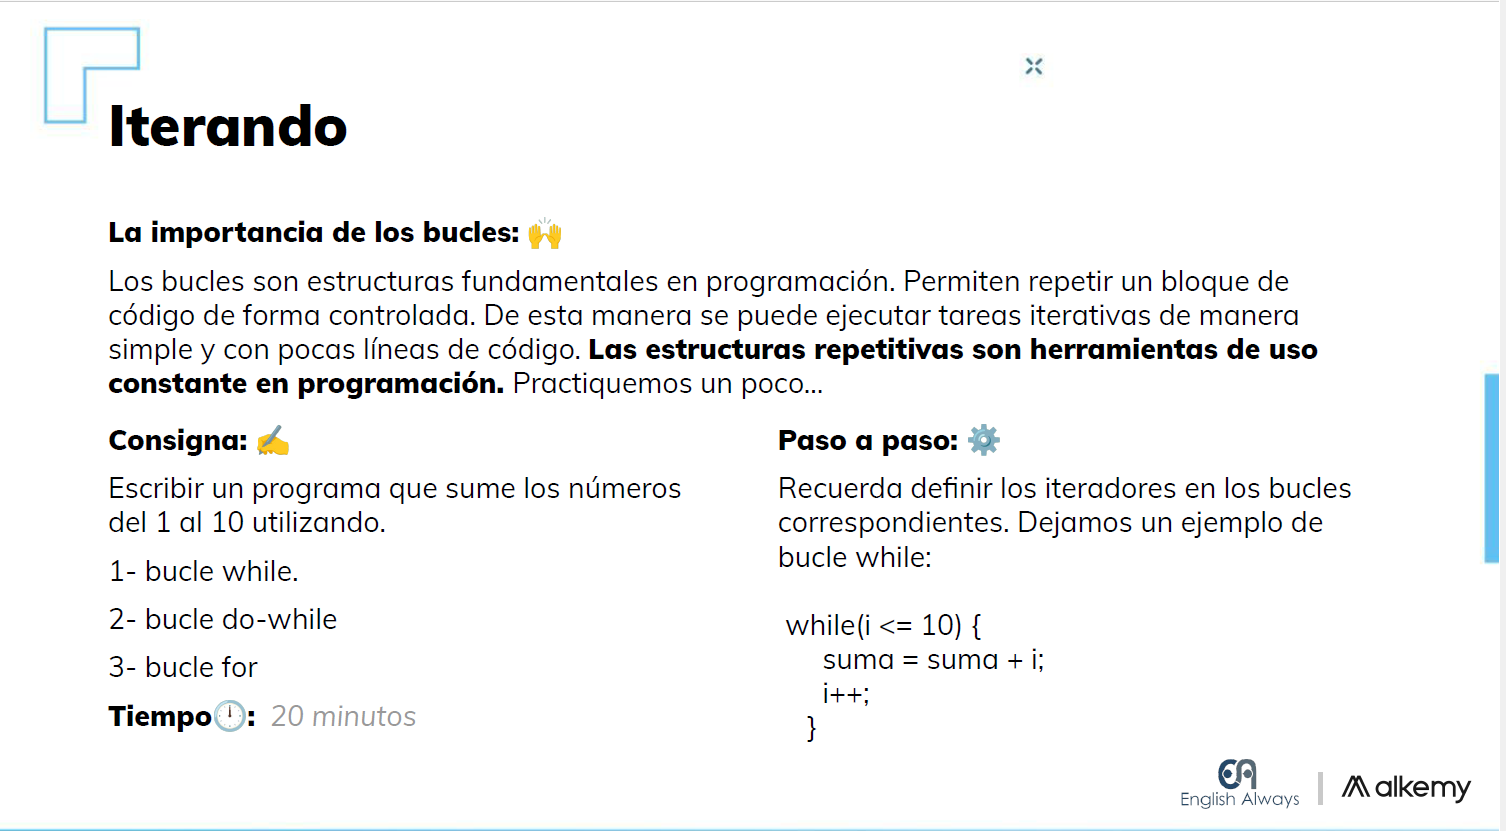 Iterando
La importancia de los bucles: 🙌
Los bucles son estructuras fundamentales en programación. Permiten repetir un bloque de
código de forma controlada. De esta manera se puede ejecutar tareas iterativas de manera
simple y con pocas líneas de código. Las estructuras repetitivas son herramientas de uso
constante en programación. Practiquemos un poco...
Consigna: ✍️
Escribir un programa que sume los números
del 1 al 10 utilizando.
1- bucle while.
2- bucle do-while
3- bucle for
Tiempo🕛: 20 minutos
Paso a paso: ⚙️
Recuerda definir los iteradores en los bucles
correspondientes. Dejamos un ejemplo de
bucle while:
while(i <= 10) {
suma = suma + i;
i++;
}
EA
English Always
alkemy